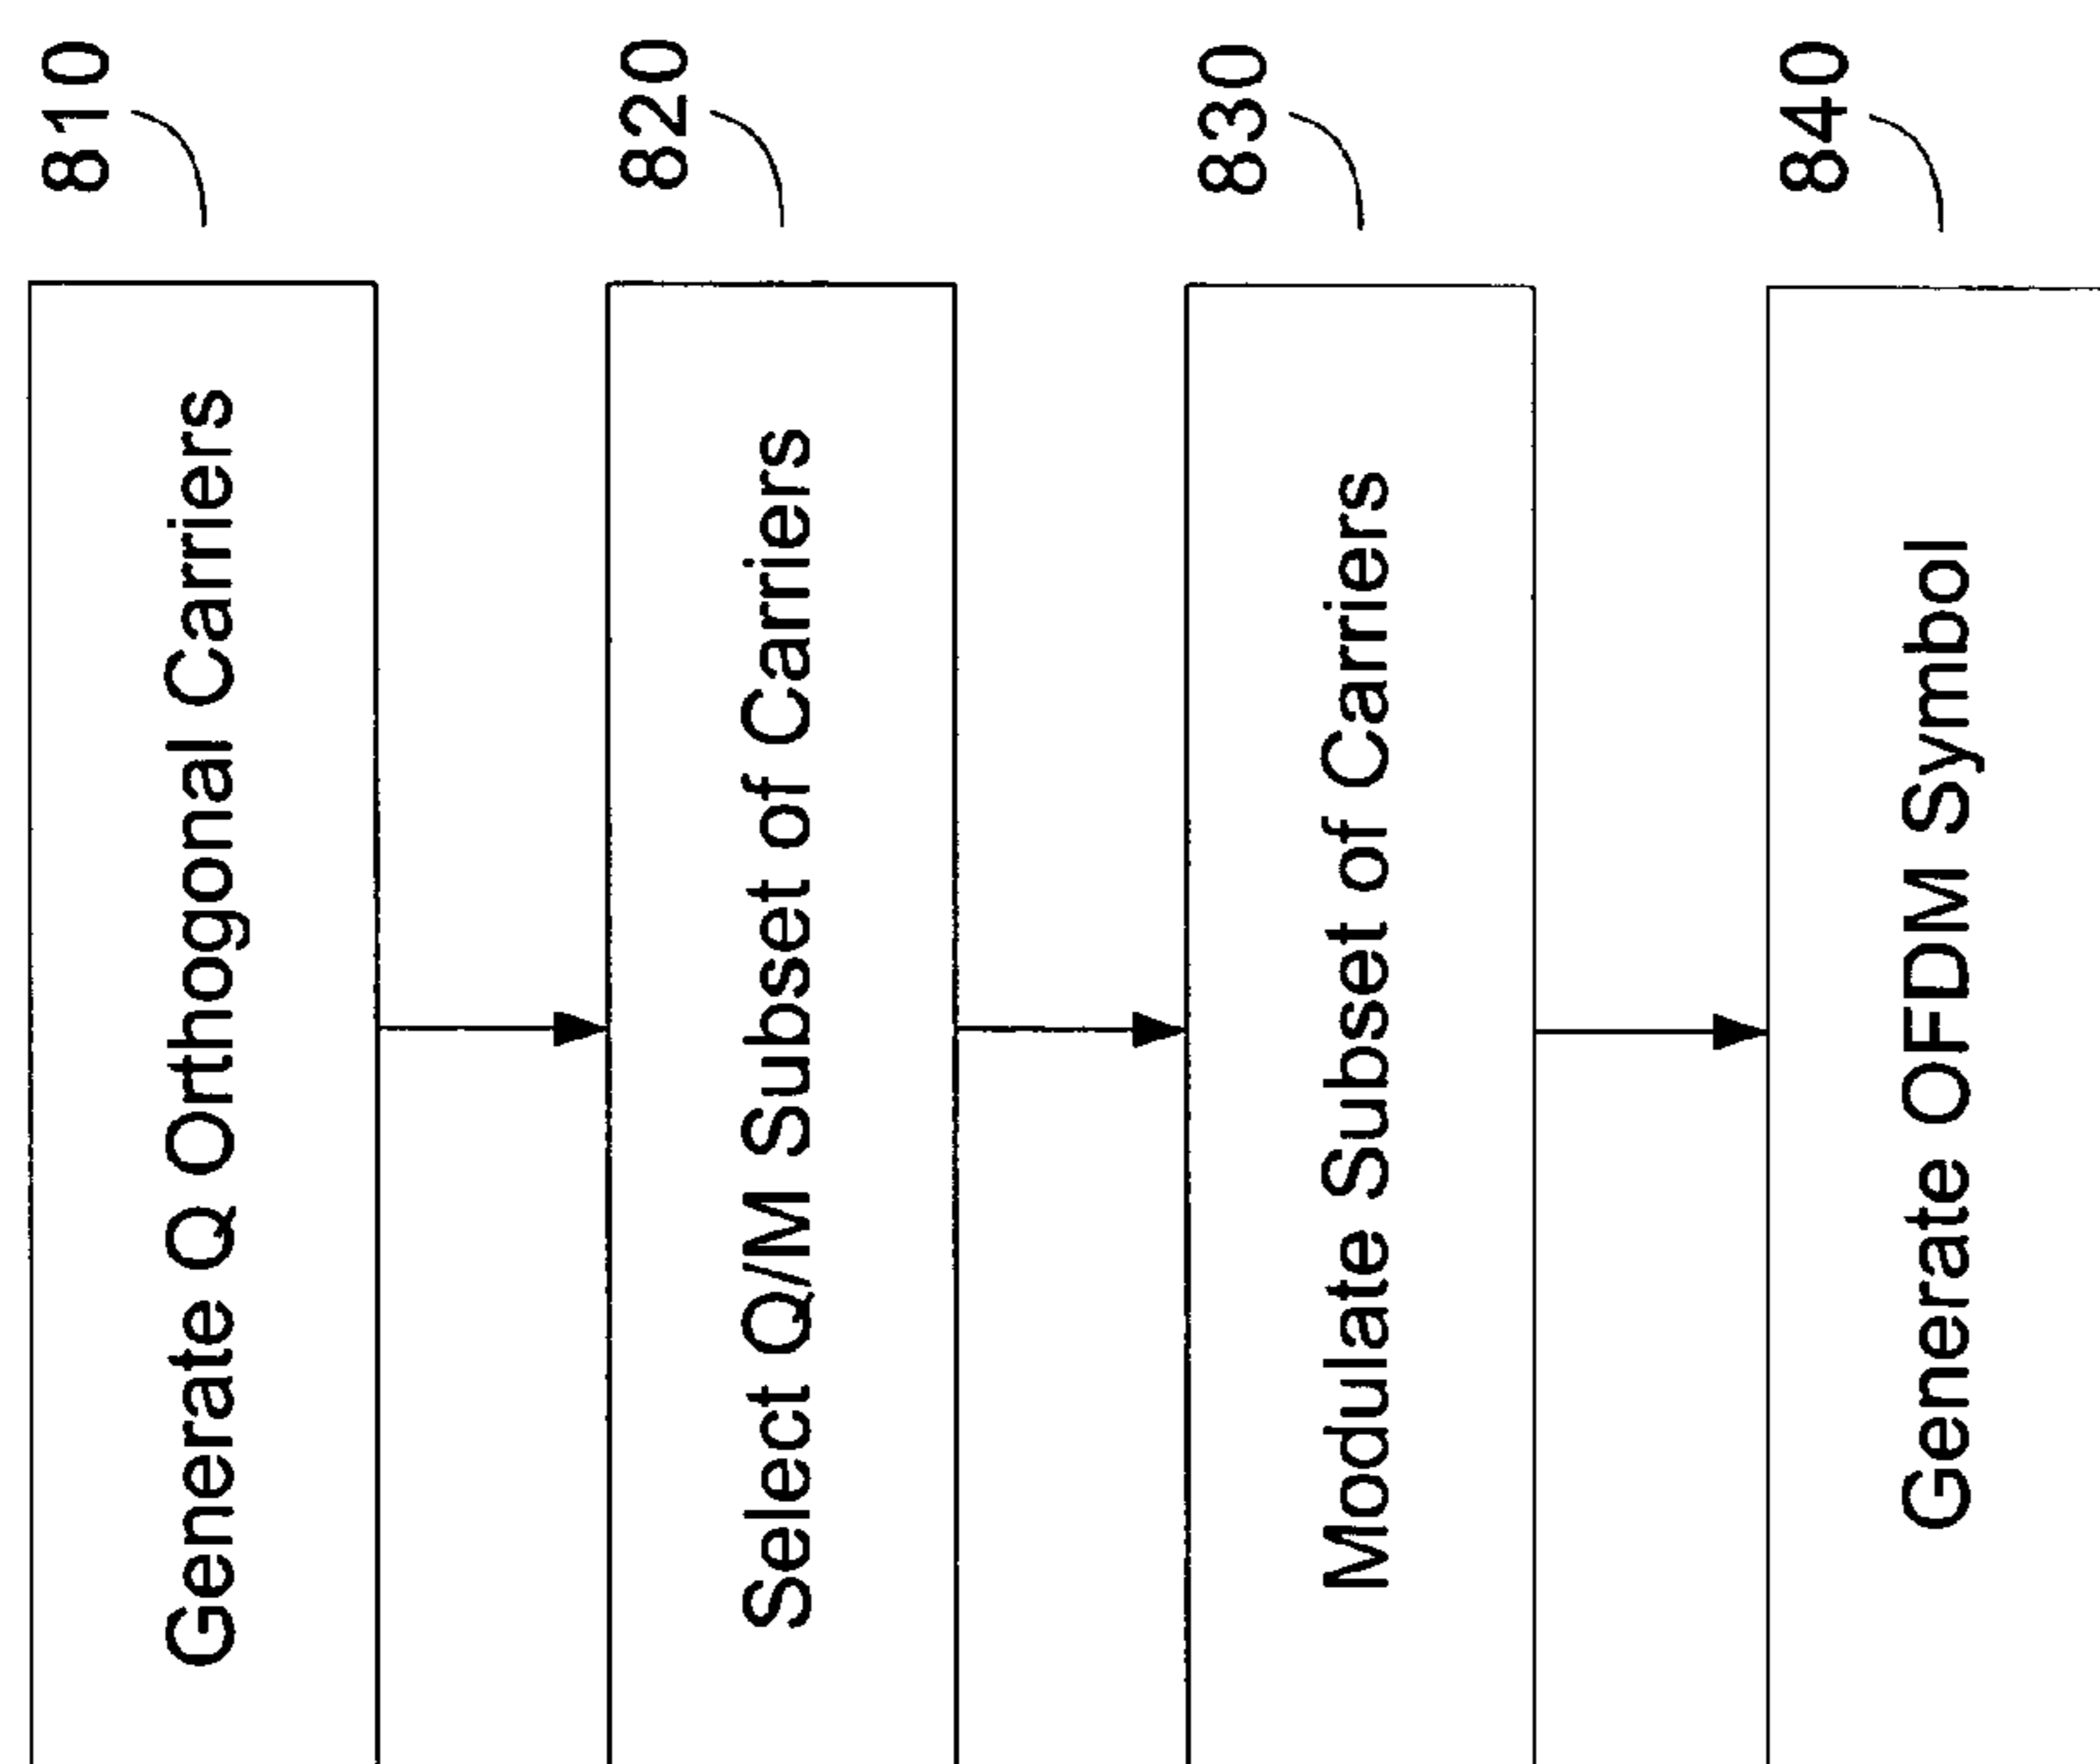 810
Generate Q Orthogonal Carriers
820
Select Q/M Subset of Carriers
830
Modulate Subset of Carriers
840
Generate OFDM Symbol